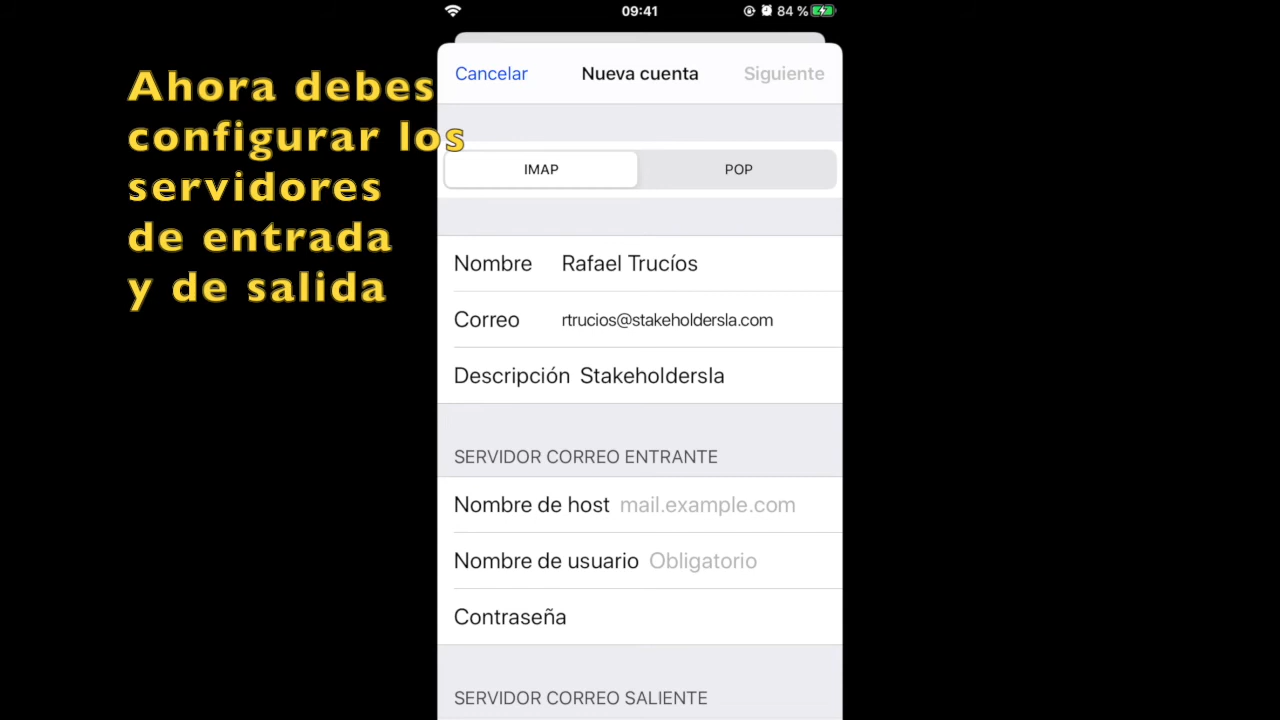 09:41
84 %
Ahora debes
configurar los
servidores
de entrada
y de salida
Cancelar Nueva cuenta Siguiente
IMAP POP
Nombre Rafael Trucíos
Correo rtrucios@stakeholdersla.com
Descripción Stakeholdersla
SERVIDOR CORREO ENTRANTE
Nombre de host mail.example.com
Nombre de usuario Obligatorio
Contraseña
SERVIDOR CORREO SALIENTE